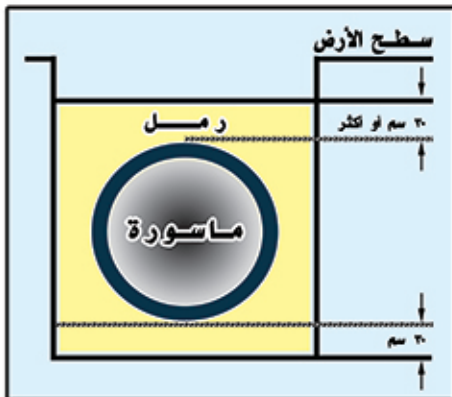 سطح الأرض
رمل
٣٠ سم أو أكثر
ماسورة
٣٠ سم